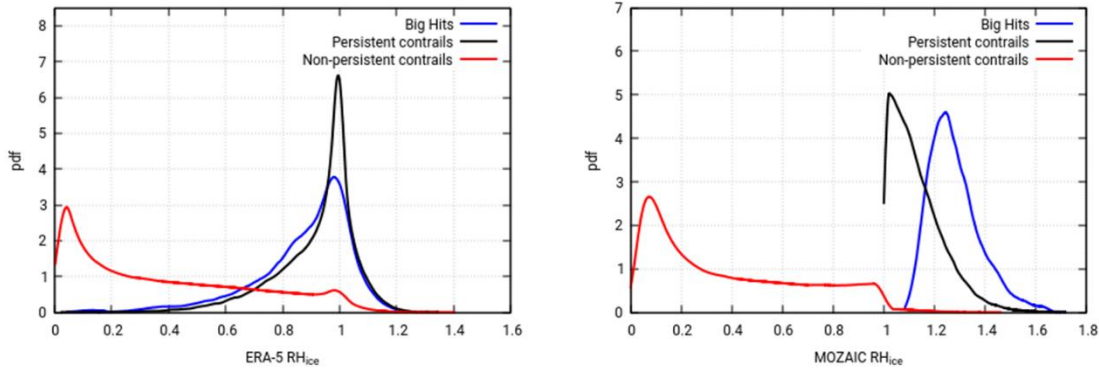 8
7
6
5
4
3
2
1
0
pdf
Big Hits
Persistent contrails
Non-persistent contrails
0 0.2 0.4 0.6 0.8 1 1.2 1.4 1.6
ERA-5 RHice
7
6
5
4
3
2
1
0
pdf
Big Hits
Persistent contrails
Non-persistent contrails
0 0.2 0.4 0.6 0.8 1 1.2 1.4 1.6 1.8
MOZAIC RHice